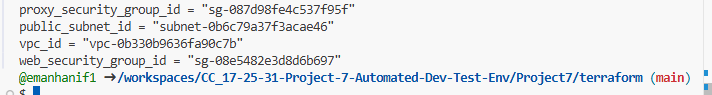 proxy_security_group_id = "sg-087d98fe4c537f95f"
public_subnet_id = "subnet-0b6c79a37f3acae46"
vpc_id = "vpc-0b330b9636fa90c7b"
web_security_group_id = "sg-08e5482e3d8d6b697"
@emanhanif1 ➜/workspaces/CC_17-25-31-Project-7-Automated-Dev-Test-Env/Project7/terraform (main)
$